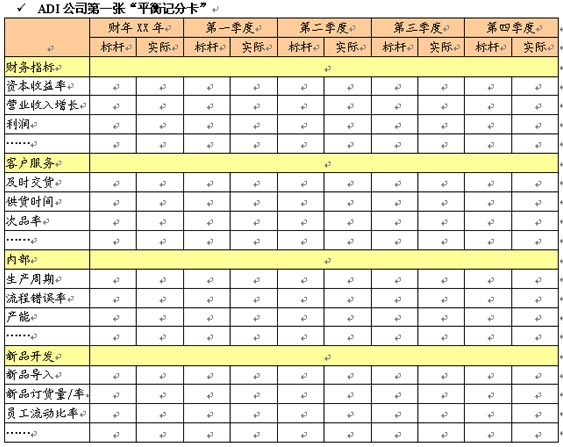 ✓ ADI 公司第一张“平衡记分卡”
财年 XX 年 第一季度 第二季度 第三季度 第四季度
标杆 实际 标杆 实际 标杆 实际 标杆 实际 标杆 实际
财务指标
资本收益率
营业收入增长
利润
……
客户服务
及时交货
供货时间
次品率
……
内部
生产周期
流程错误率
产能
……
新品开发
新品导入
新品订货量/率
员工流动比率
……